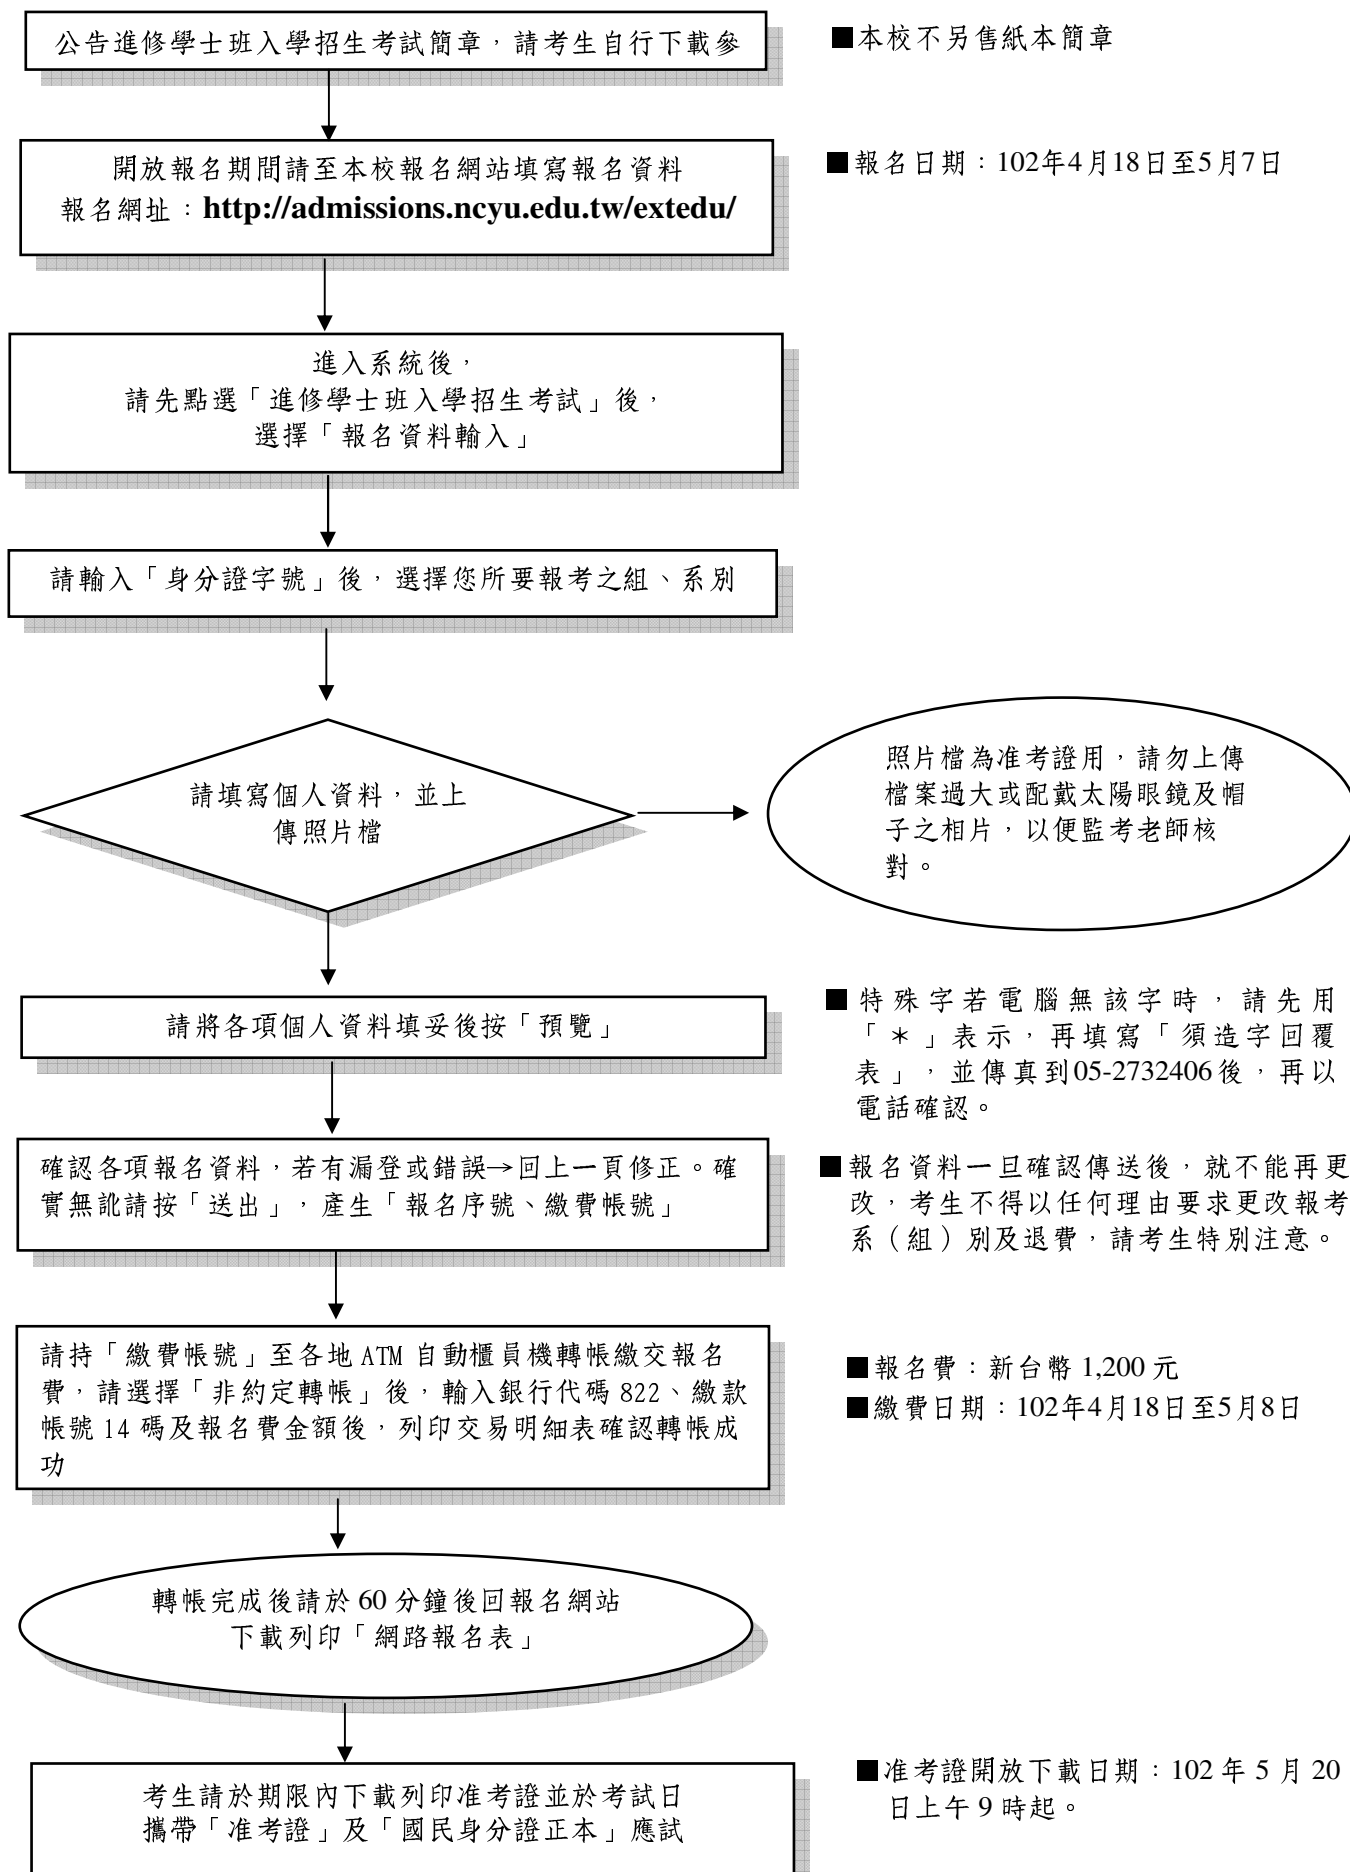 公告進修學士班入學招生考試簡章，請考生自行下載參
■本校不另售紙本簡章
開放報名期間請至本校報名網站填寫報名資料
報名網址：http://admissions.ncyu.edu.tw/extedu/
■報名日期：102年4月18日至5月7日
進入系統後，
請先點選「進修學士班入學招生考試」後，
選擇「報名資料輸入」
請輸入「身分證字號」後，選擇您所要報考之組、系別
請填寫個人資料，並上
傳照片檔
照片檔為准考證用，請勿上傳
檔案過大或配戴太陽眼鏡及帽
子之相片，以便監考老師核
對。
請將各項個人資料填妥後按「預覽」
■特殊字若電腦無該字時，請先用
「＊」表示，再填寫「須造字回覆
表」，並傳真到05-2732406後，再以
電話確認。
確認各項報名資料，若有漏登或錯誤→回上一頁修正。確
實無訛請按「送出」，產生「報名序號、繳費帳號」
■報名資料一旦確認傳送後，就不能再更
改，考生不得以任何理由要求更改報考
系（組）別及退費，請考生特別注意。
請持「繳費帳號」至各地 ATM 自動櫃員機轉帳繳交報名
費，請選擇「非約定轉帳」後，輸入銀行代碼 822、繳款
帳號 14 碼及報名費金額後，列印交易明細表確認轉帳成
功
■報名費：新台幣 1,200 元
■繳費日期：102年4月18日至5月8日
轉帳完成後請於 60 分鐘後回報名網站
下載列印「網路報名表」
考生請於期限內下載列印准考證並於考試日
攜帶「准考證」及「國民身分證正本」應試
■准考證開放下載日期：102 年 5 月 20
日上午 9 時起。